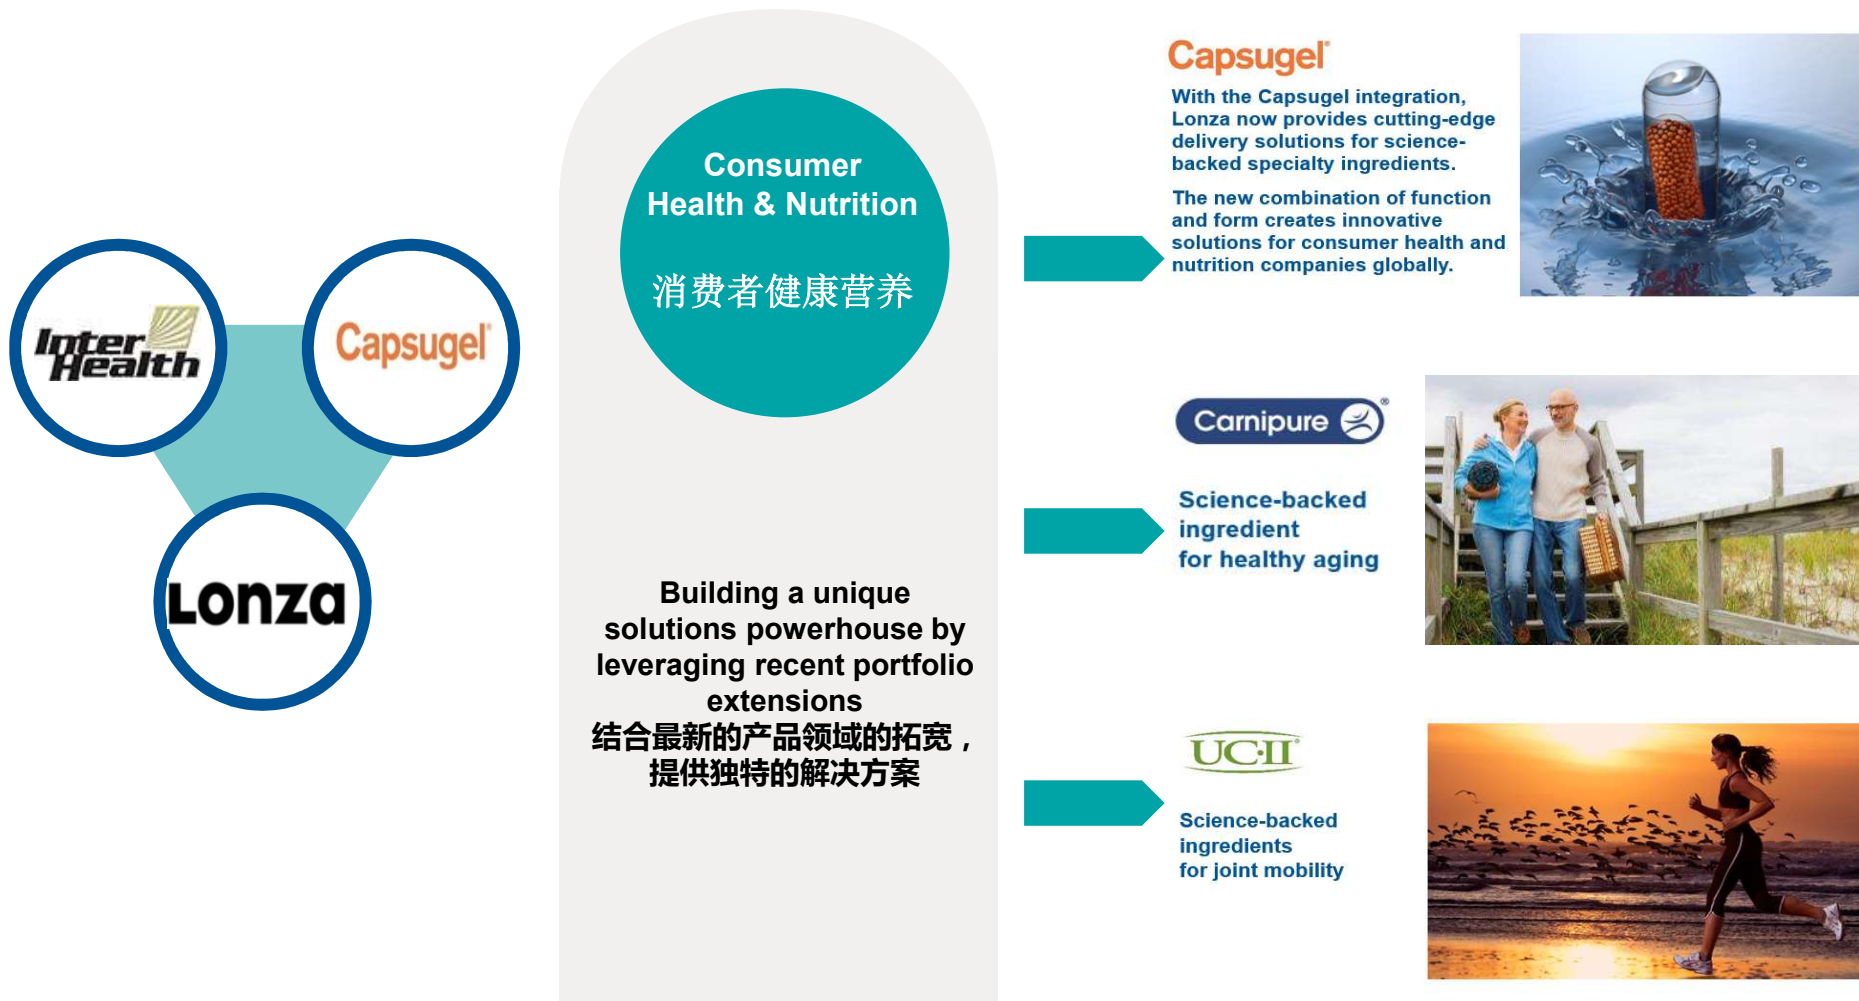 Inter
Health
Capsugel®
Lonza
Consumer
Health & Nutrition
消费者健康营养
Building a unique
solutions powerhouse by
leveraging recent portfolio
extensions
结合最新的产品领域的拓宽，
提供独特的解决方案
Capsugel®
With the Capsugel integration,
Lonza now provides cutting-edge
delivery solutions for science-
backed specialty ingredients.
The new combination of function
and form creates innovative
solutions for consumer health and
nutrition companies globally.
Carnipure®
Science-backed
ingredient
for healthy aging
UC·II®
Science-backed
ingredients
for joint mobility